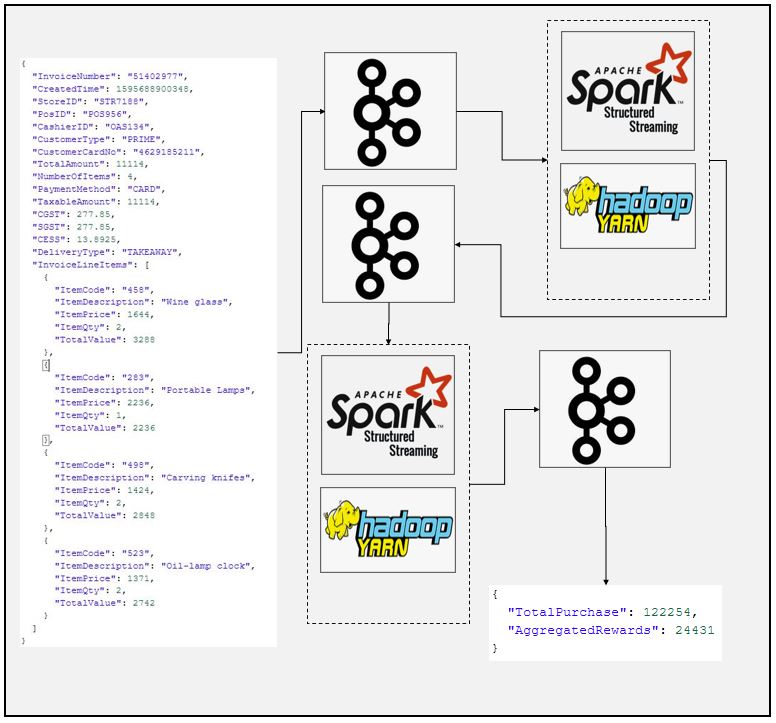 {
"InvoiceNumber": "51402977",
"CreatedTime": 1595688900348,
"StoreID": "STR7188",
"PosID": "POS956",
"CashierID": "OAS134",
"CustomerType": "PRIME",
"CustomerCardNo": "4629185211",
"TotalAmount": 11114,
"NumberOfItems": 4,
"PaymentMethod": "CARD",
"TaxableAmount": 11114,
"CGST": 277.85,
"SGST": 277.85,
"CESS": 13.8925,
"DeliveryType": "TAKEAWAY",
"InvoiceLineItems": [
{
"ItemCode": "458",
"ItemDescription": "Wine glass",
"ItemPrice": 1644,
"ItemQty": 2,
"TotalValue": 3288
},
{
"ItemCode": "283",
"ItemDescription": "Portable Lamps",
"ItemPrice": 2236,
"ItemQty": 1,
"TotalValue": 2236
},
{
"ItemCode": "498",
"ItemDescription": "Carving knifes",
"ItemPrice": 1424,
"ItemQty": 2,
"TotalValue": 2848
},
{
"ItemCode": "523",
"ItemDescription": "Oil-lamp clock",
"ItemPrice": 1371,
"ItemQty": 2,
"TotalValue": 2742
}
]
}
APACHE
Spark™
Structured
Streaming
hadoop
YARN
APACHE
Spark™
Structured
Streaming
hadoop
YARN
{
"TotalPurchase": 122254,
"AggregatedRewards": 24431
}